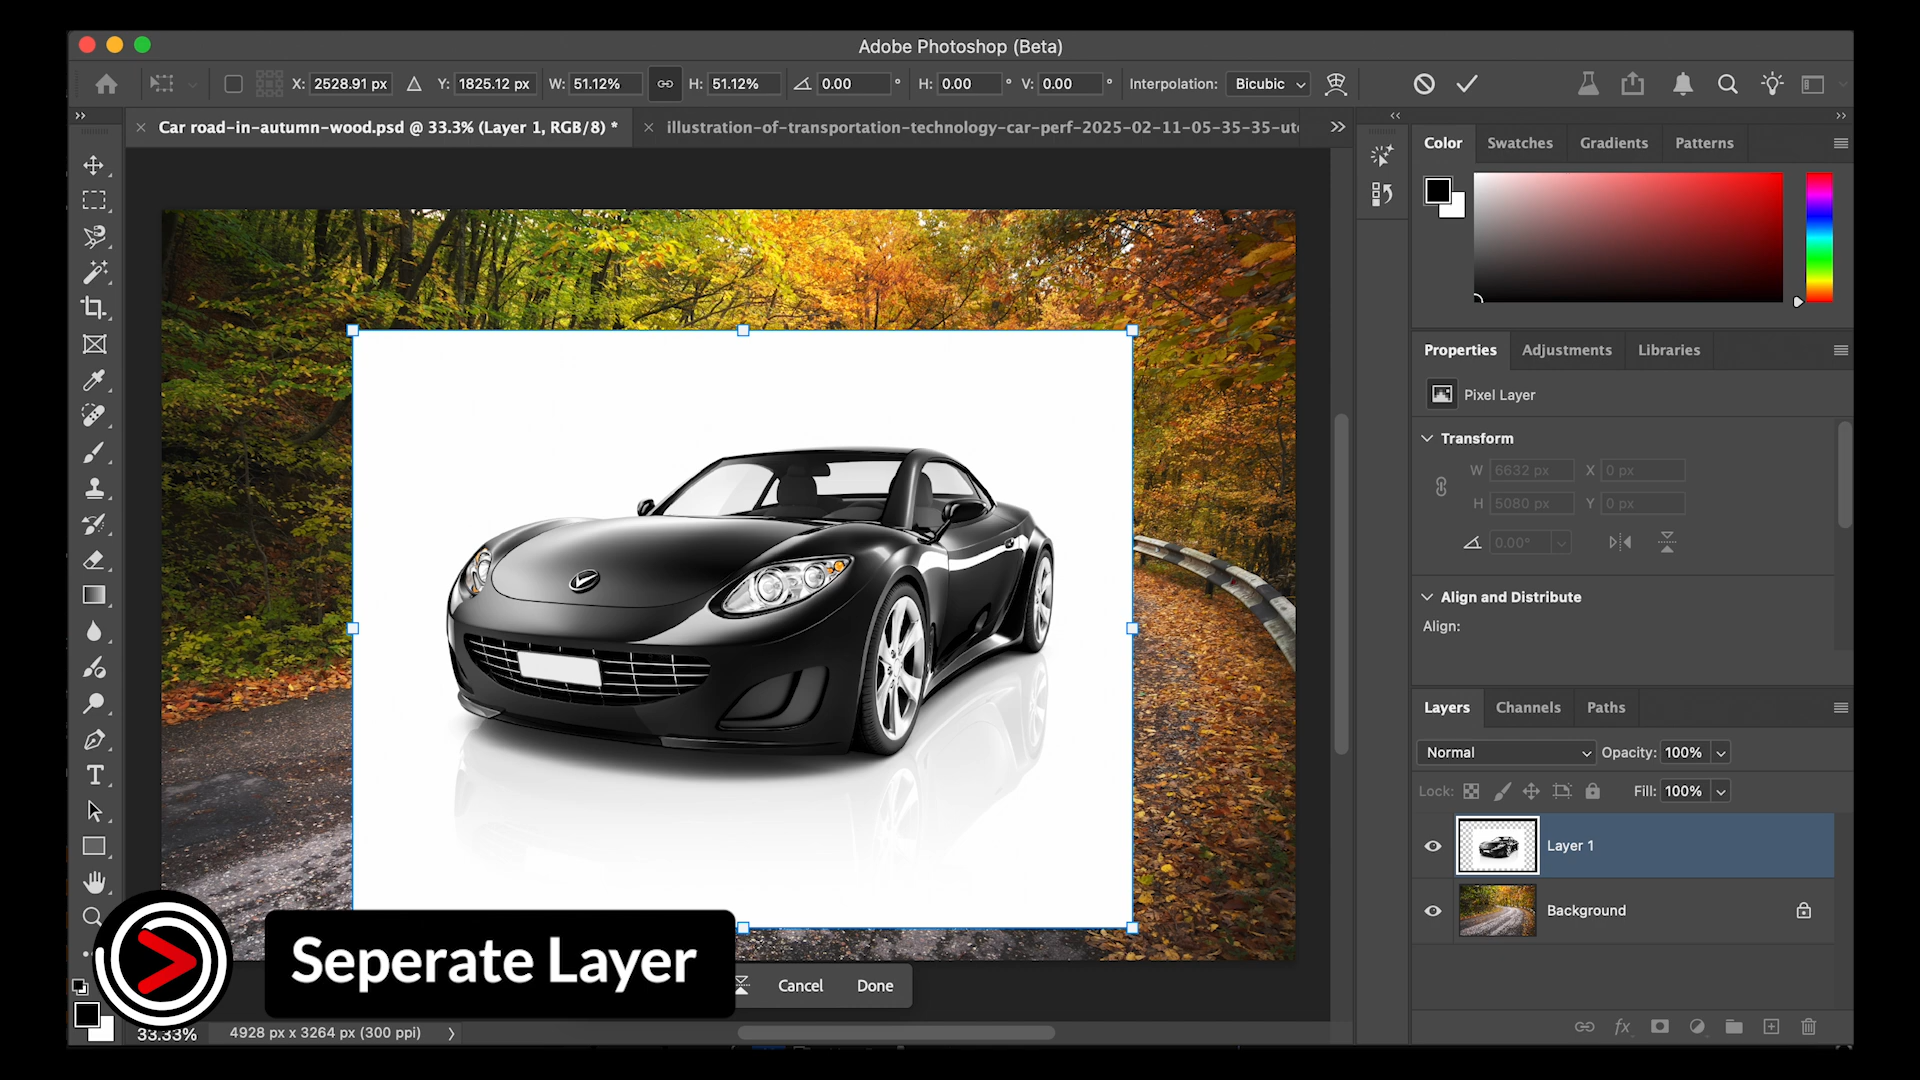 Adobe Photoshop (Beta)
X: 2528.91 px Y: 1825.12 px W: 51.12% H: 51.12% 0.00 ° H: 0.00 ° V: 0.00 ° Interpolation: Bicubic
Car road-in-autumn-wood.psd @ 33.3% (Layer 1, RGB/8) *
illustration-of-transportation-technology-car-perf-2025-02-11-05-35-35-utc
Color Swatches Gradients Patterns
Properties Adjustments Libraries
Pixel Layer
Transform
W 6632 px X 0 px
H 5080 px Y 0 px
0.00°
Align and Distribute
Align:
Layers Channels Paths
Normal Opacity: 100%
Lock: Fill: 100%
Layer 1
Background
Seperate Layer
Cancel Done
33.33% 4928 px x 3264 px (300 ppi)
fx